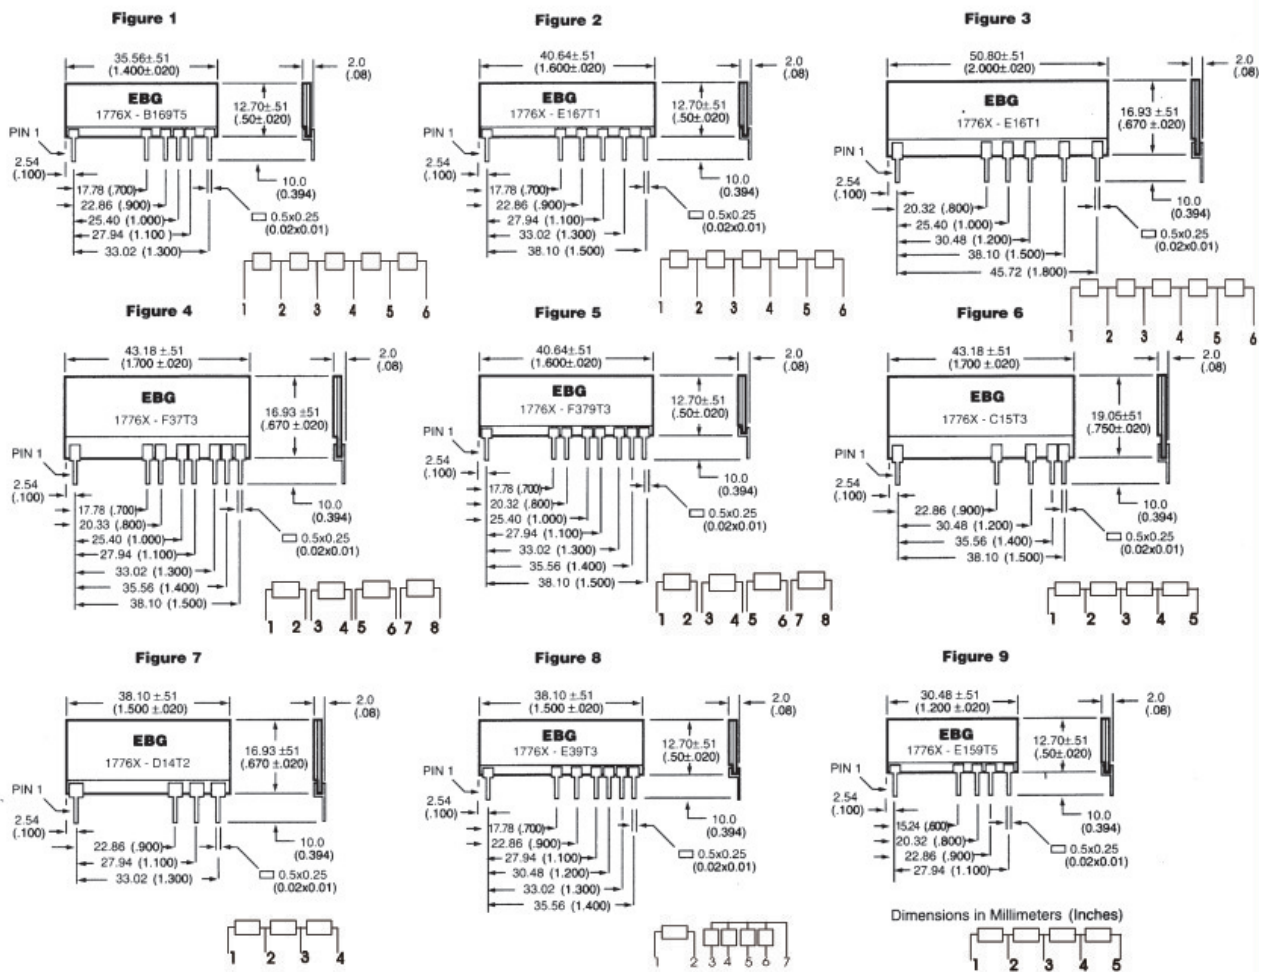 Figure 1
35.56±.51
(1.400±.020)
2.0
(.08)
EBG
1776X - B169T5
12.70±.51
(.50±.020)
PIN 1
2.54
(.100)
10.0
(0.394)
17.78 (.700)
22.86 (.900)
25.40 (1.000)
27.94 (1.100)
33.02 (1.300)
0.5x0.25
(0.02x0.01)
1 2 3 4 5 6
Figure 2
40.64±.51
(1.600±.020)
2.0
(.08)
EBG
1776X - E167T1
12.70±.51
(.50±.020)
PIN 1
2.54
(.100)
10.0
(0.394)
17.78 (.700)
22.86 (.900)
27.94 (1.100)
33.02 (1.300)
38.10 (1.500)
0.5x0.25
(0.02x0.01)
1 2 3 4 5 6
Figure 3
50.80±.51
(2.000±.020)
2.0
(.08)
EBG
1776X - E16T1
16.93 ±.51
(.670 ±.020)
PIN 1
2.54
(.100)
10.0
(0.394)
20.32 (.800)
25.40 (1.000)
30.48 (1.200)
38.10 (1.500)
45.72 (1.800)
0.5x0.25
(0.02x0.01)
1 2 3 4 5 6
Figure 4
43.18 ±.51
(1.700 ±.020)
2.0
(.08)
EBG
1776X - F37T3
16.93 ±51
(.670 ±.020)
PIN 1
2.54
(.100)
10.0
(0.394)
17.78 (.700)
20.33 (.800)
25.40 (1.000)
27.94 (1.100)
33.02 (1.300)
35.56 (1.400)
38.10 (1.500)
0.5x0.25
(0.02x0.01)
1 2 3 4 5 6 7 8
Figure 5
40.64±.51
(1.600±.020)
2.0
(.08)
EBG
1776X - F379T3
12.70±.51
(.50±.020)
PIN 1
2.54
(.100)
10.0
(0.394)
17.78 (.700)
20.32 (.800)
25.40 (1.000)
27.94 (1.100)
33.02 (1.300)
35.56 (1.400)
38.10 (1.500)
0.5x0.25
(0.02x0.01)
1 2 3 4 5 6 7 8
Figure 6
43.18 ±.51
(1.700 ±.020)
2.0
(.08)
EBG
1776X - C15T3
19.05±51
(.750±.020)
PIN 1
2.54
(.100)
10.0
(0.394)
22.86 (.900)
30.48 (1.200)
35.56 (1.400)
38.10 (1.500)
0.5x0.25
(0.02x0.01)
1 2 3 4 5
Figure 7
38.10 ±.51
(1.500 ±.020)
2.0
(.08)
EBG
1776X - D14T2
16.93 ±51
(.670 ±.020)
PIN 1
2.54
(.100)
10.0
(0.394)
22.86 (.900)
27.94 (1.100)
33.02 (1.300)
0.5x0.25
(0.02x0.01)
1 2 3 4
Figure 8
38.10 ±.51
(1.500 ±.020)
2.0
(.08)
EBG
1776X - E39T3
12.70±.51
(.50±.020)
PIN 1
2.54
(.100)
10.0
(0.394)
17.78 (.700)
22.86 (.900)
27.94 (1.100)
30.48 (1.200)
33.02 (1.300)
35.56 (1.400)
0.5x0.25
(0.02x0.01)
1 2 3 4 5 6 7
Figure 9
30.48 ±.51
(1.200 ±.020)
2.0
(.08)
EBG
1776X - E159T5
12.70±.51
(.50±.020)
PIN 1
2.54
(.100)
10.0
(0.394)
15.24 (.600)
20.32 (.800)
22.86 (.900)
27.94 (1.100)
0.5x0.25
(0.02x0.01)
Dimensions in Millimeters (Inches)
1 2 3 4 5